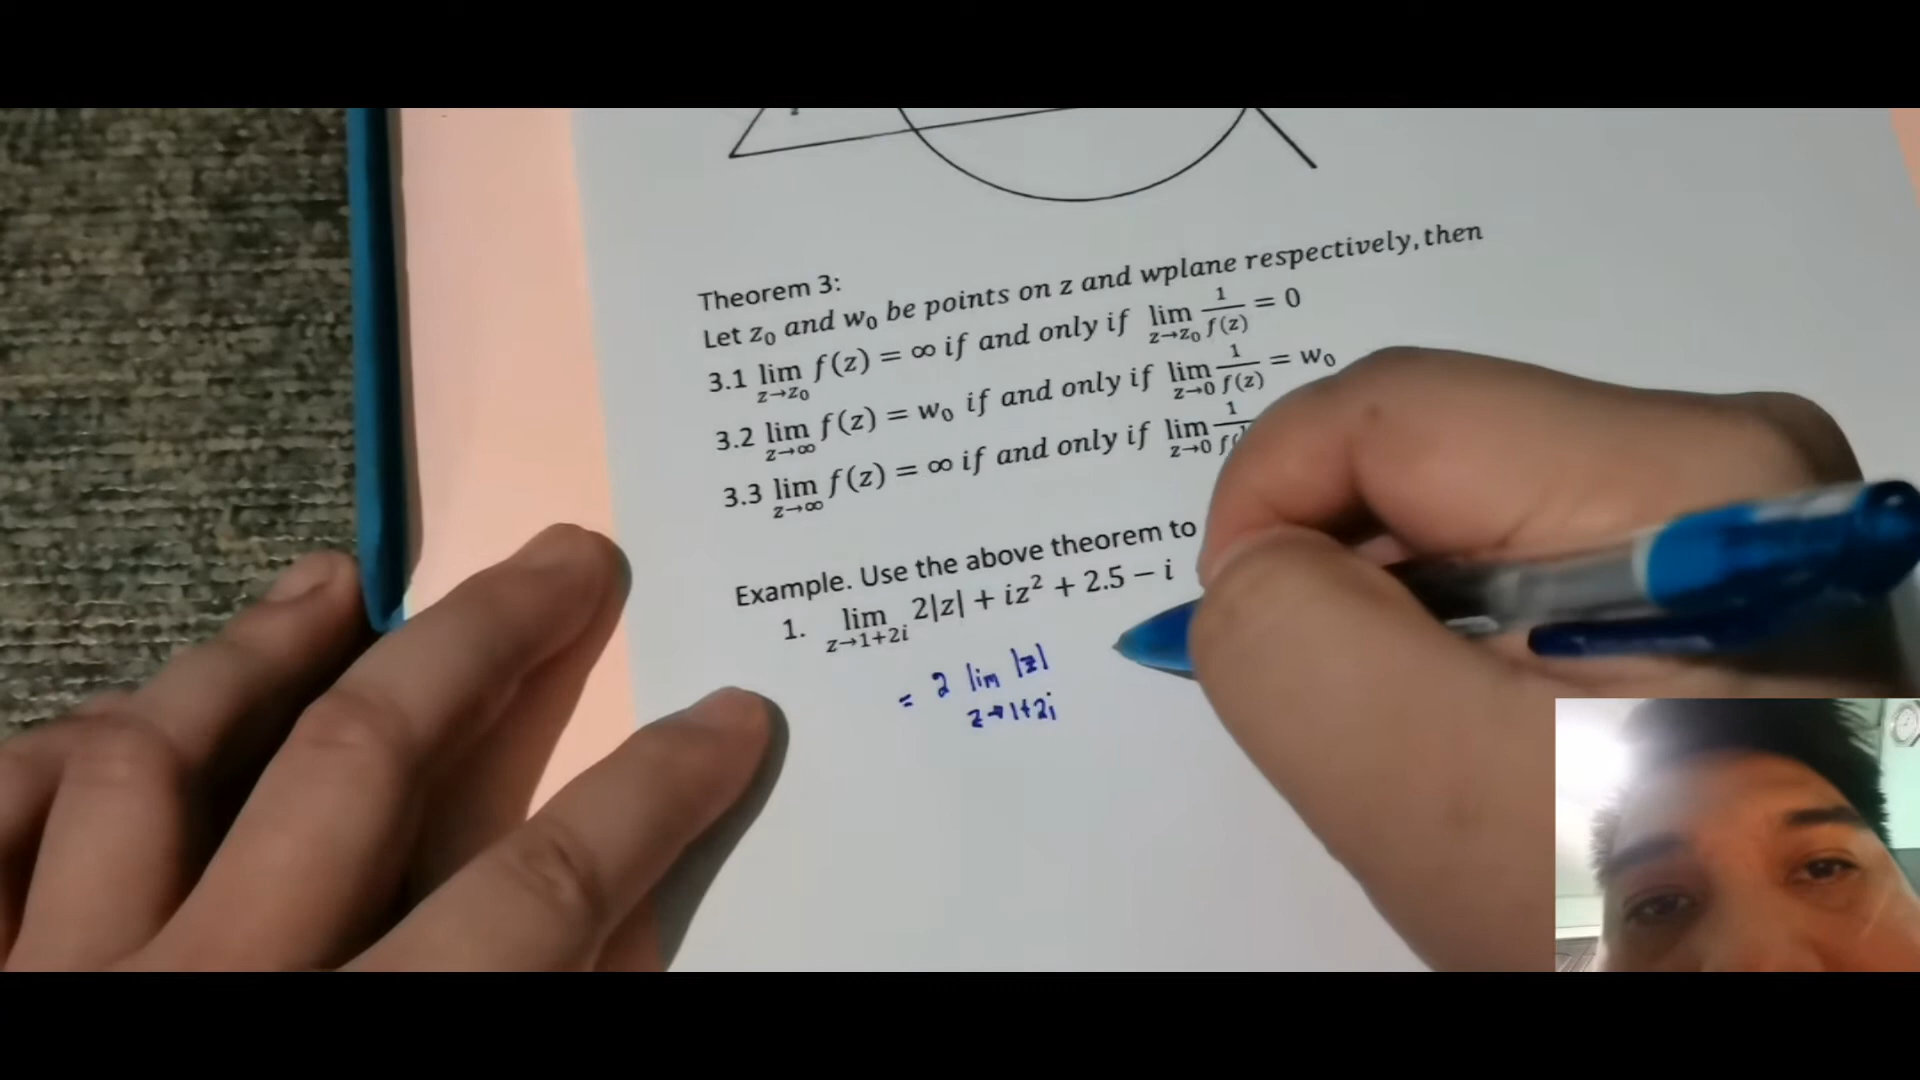 Theorem 3:
Let z₀ and w₀ be points on z and wplane respectively, then
3.1 lim z→z₀ f(z) = ∞ if and only if lim z→z₀ 1/f(z) = 0
3.2 lim z→∞ f(z) = w₀ if and only if lim z→0 1/f(z) = w₀
3.3 lim z→∞ f(z) = ∞ if and only if lim z→0 1/f(
Example. Use the above theorem to
1. lim z→1+2i 2|z| + iz² + 2.5 − i
= 2 lim z→1+2i |z|